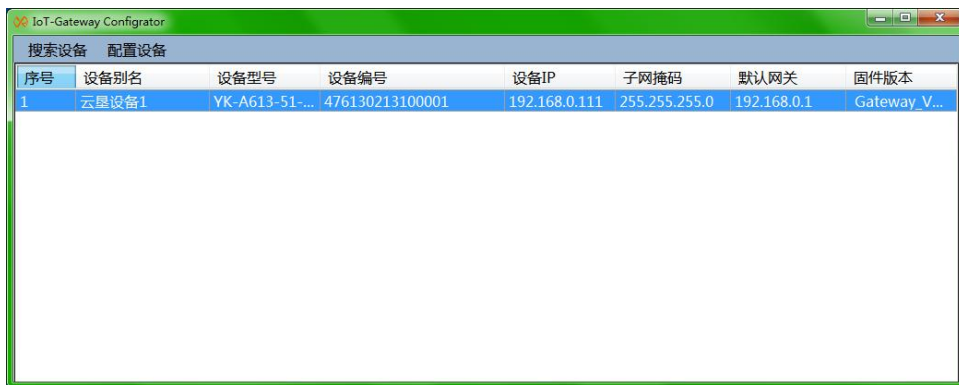 IoT-Gateway Configrator
搜索设备 配置设备
序号 设备别名 设备型号 设备编号 设备IP 子网掩码 默认网关 固件版本
1 云垦设备1 YK-A613-51-... 476130213100001 192.168.0.111 255.255.255.0 192.168.0.1 Gateway_V...